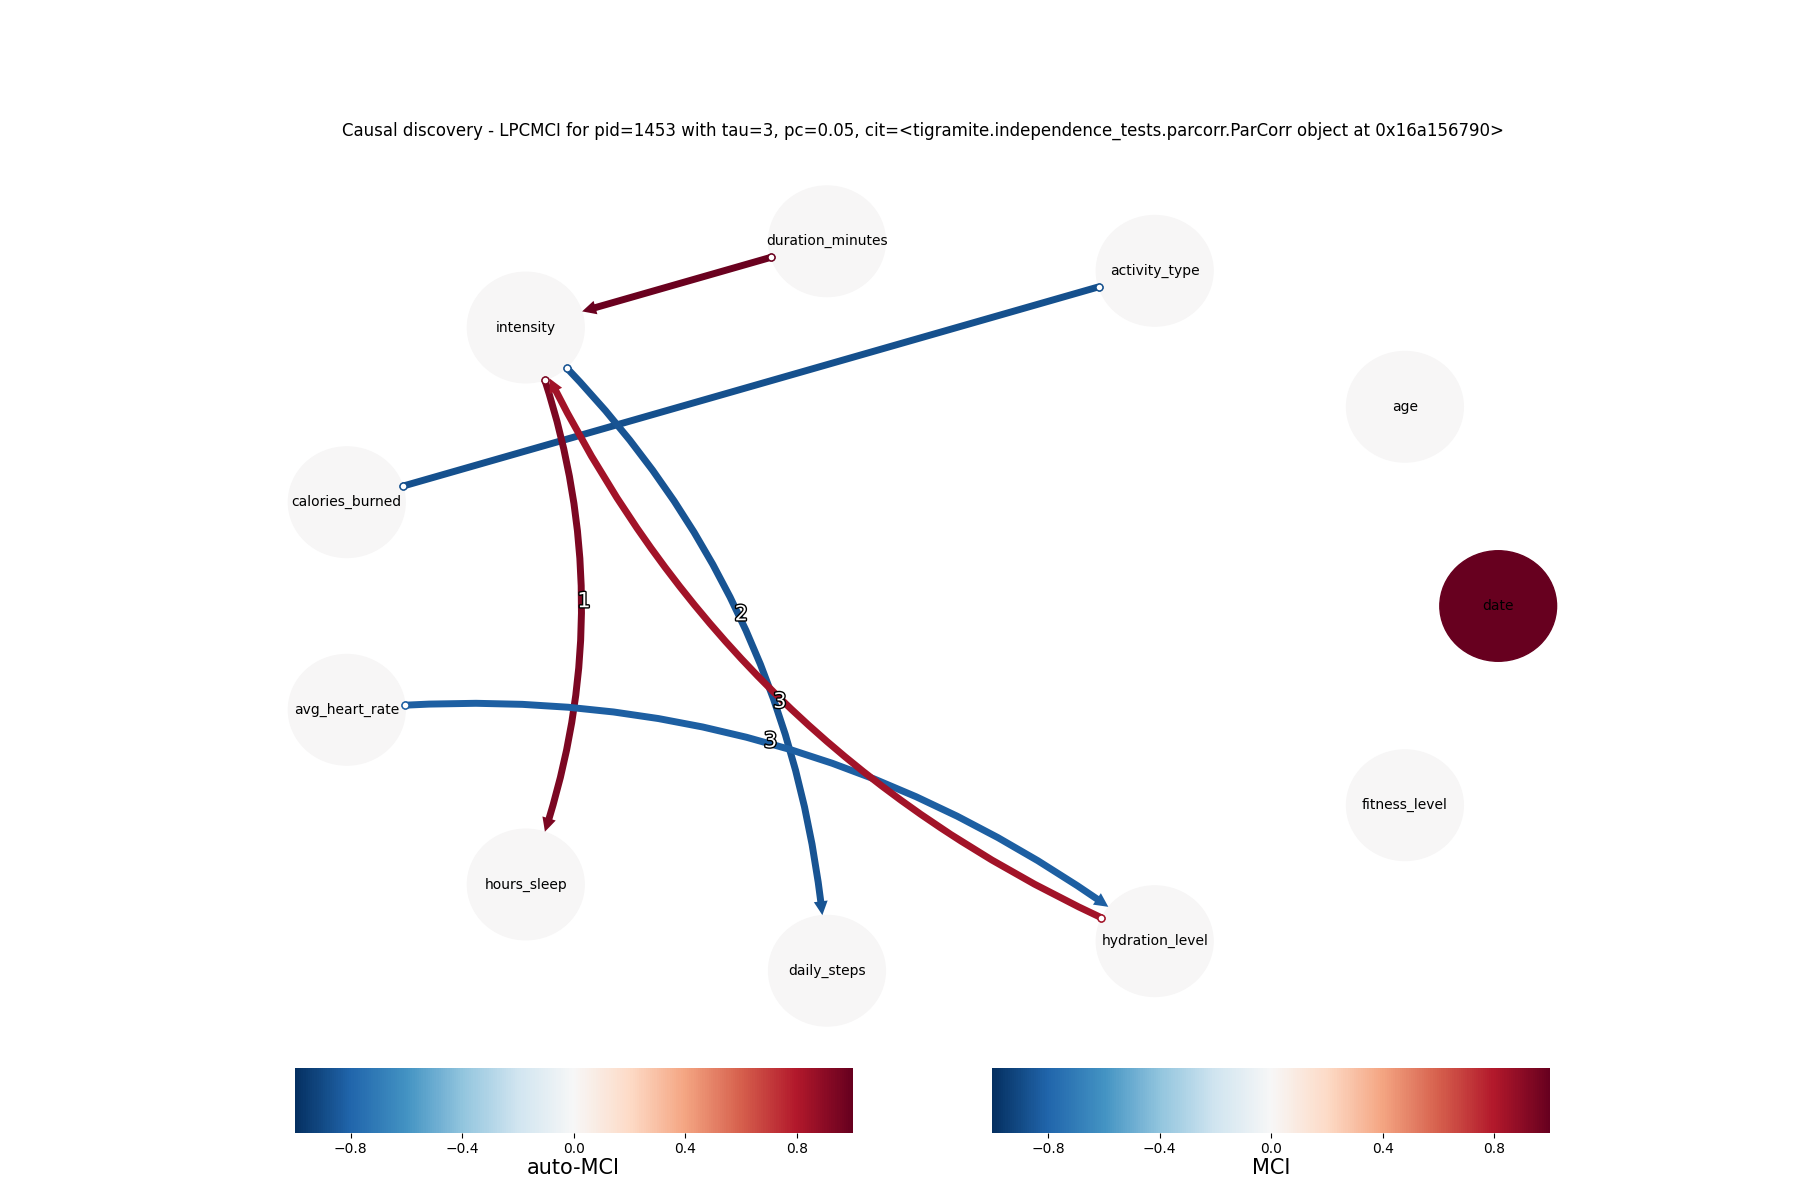 Causal discovery - LPCMCI for pid=1453 with tau=3, pc=0.05, cit=<tigramite.independence_tests.parcorr.ParCorr object at 0x16a156790>
duration_minutes
activity_type
intensity
age
calories_burned
1
2
date
3
avg_heart_rate
3
fitness_level
hours_sleep
hydration_level
daily_steps
−0.8 −0.4 0.0 0.4 0.8
auto-MCI
−0.8 −0.4 0.0 0.4 0.8
MCI